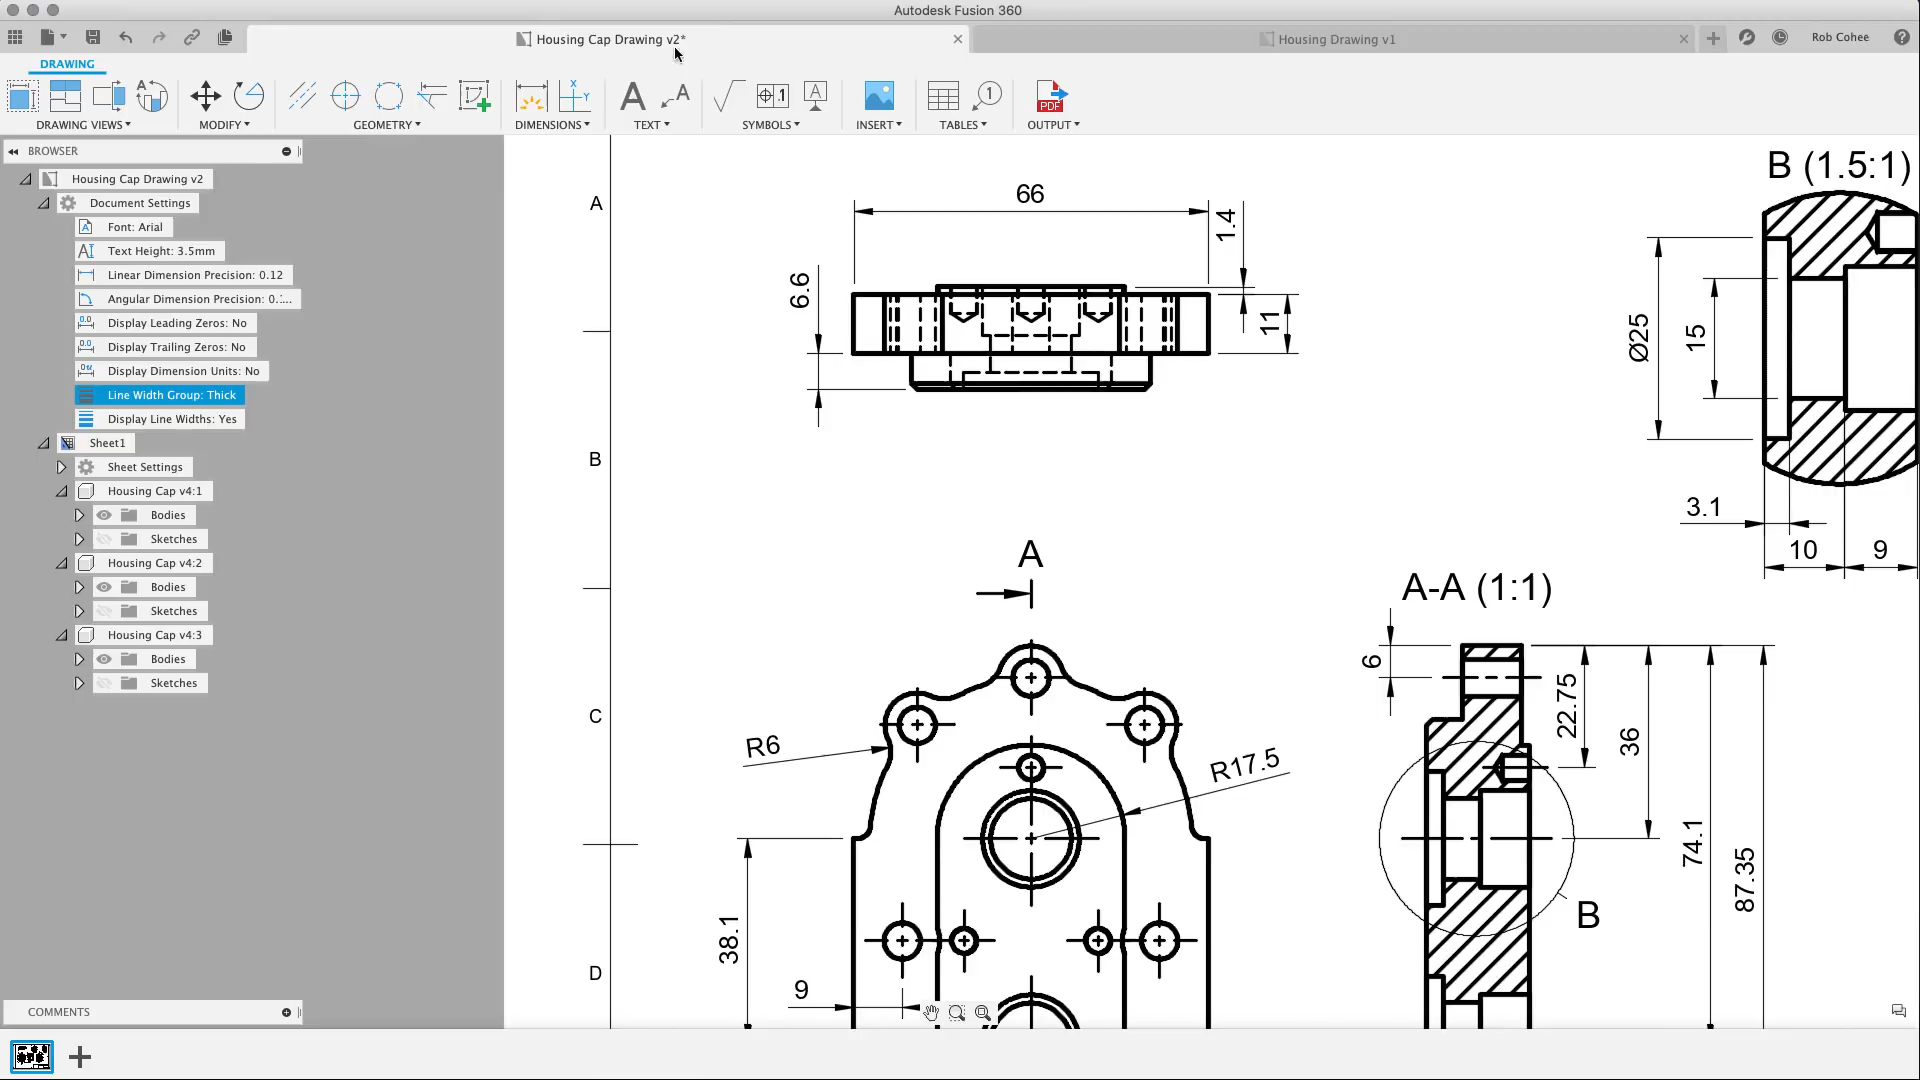 Autodesk Fusion 360
Housing Cap Drawing v2*
Housing Drawing v1
Rob Cohee
DRAWING
DRAWING VIEWS
MODIFY
GEOMETRY
DIMENSIONS
TEXT
SYMBOLS
INSERT
TABLES
OUTPUT
PDF
BROWSER
Housing Cap Drawing v2
Document Settings
Font: Arial
Text Height: 3.5mm
Linear Dimension Precision: 0.12
Angular Dimension Precision: 0.1...
Display Leading Zeros: No
Display Trailing Zeros: No
Display Dimension Units: No
Line Width Group: Thick
Display Line Widths: Yes
Sheet1
Sheet Settings
Housing Cap v4:1
Bodies
Sketches
Housing Cap v4:2
Bodies
Sketches
Housing Cap v4:3
Bodies
Sketches
COMMENTS
A
B
C
D
66
1.4
6.6
11
B (1.5:1)
Ø25
15
3.1
10
9
A
A-A (1:1)
6
22.75
36
74.1
87.35
B
R6
R17.5
38.1
9